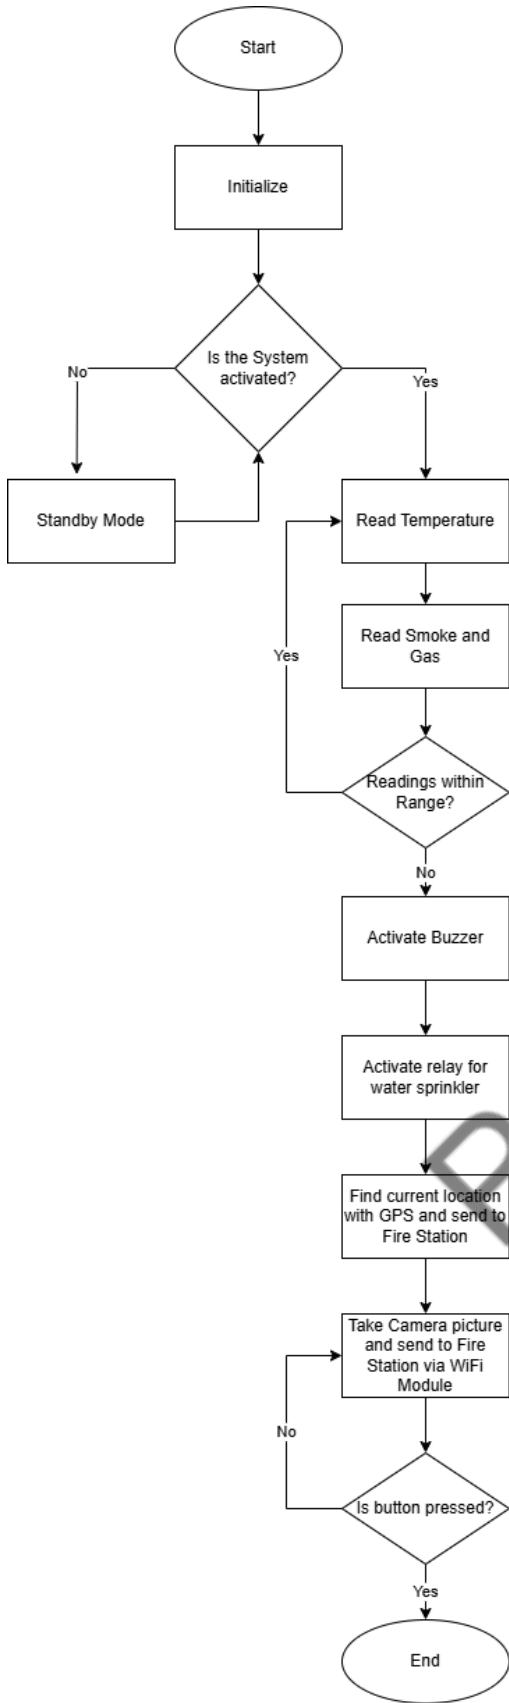 Start
Initialize
Is the System
activated?
No
Yes
Standby Mode
Read Temperature
Read Smoke and
Gas
Yes
Readings within
Range?
No
Activate Buzzer
Activate relay for
water sprinkler
Find current location
with GPS and send to
Fire Station
Take Camera picture
and send to Fire
Station via WiFi
Module
No
Is button pressed?
Yes
End